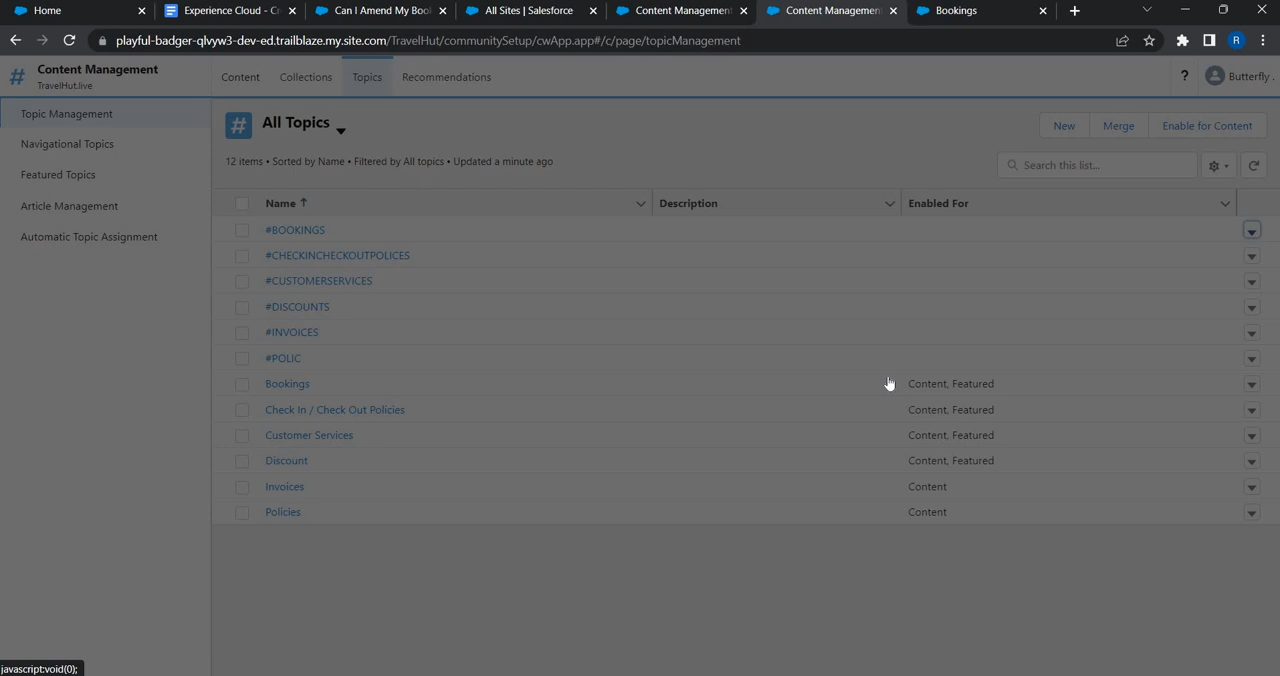 Home
Experience Cloud - Cr
Can I Amend My Boo
All Sites | Salesforce
Content Management
Content Management
Bookings
playful-badger-qlvyw3-dev-ed.trailblaze.my.site.com/TravelHut/communitySetup/cwApp.app#/c/page/topicManagement
R
Content Management
TravelHut.live
Content
Collections
Topics
Recommendations
?
Butterfly .
Topic Management
Navigational Topics
Featured Topics
Article Management
Automatic Topic Assignment
All Topics
New
Merge
Enable for Content
12 items • Sorted by Name • Filtered by All topics • Updated a minute ago
Search this list...
Name ↑
Description
Enabled For
#BOOKINGS
#CHECKINCHECKOUTPOLICES
#CUSTOMERSERVICES
#DISCOUNTS
#INVOICES
#POLIC
Bookings Content, Featured
Check In / Check Out Policies Content, Featured
Customer Services Content, Featured
Discount Content, Featured
Invoices Content
Policies Content
javascript:void(0);